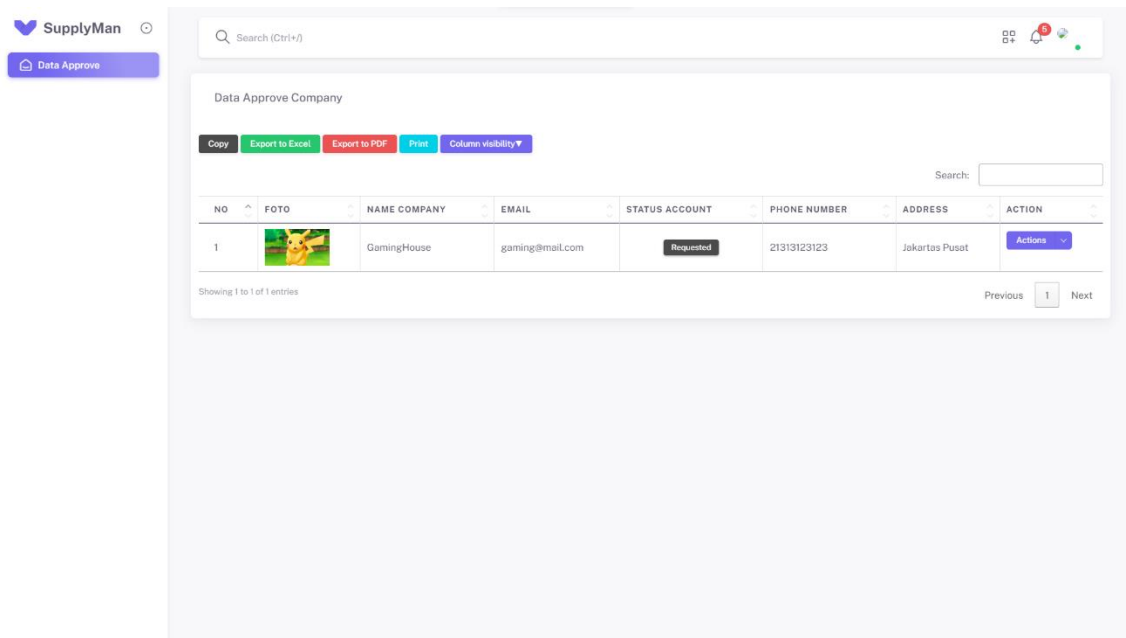 SupplyMan
Data Approve
Search (Ctrl+/)
5
Data Approve Company
Copy Export to Excel Export to PDF Print Column visibility▼
Search:
NO FOTO NAME COMPANY EMAIL STATUS ACCOUNT PHONE NUMBER ADDRESS ACTION
1 GamingHouse gaming@mail.com Requested 21313123123 Jakartas Pusat Actions
Showing 1 to 1 of 1 entries
Previous 1 Next